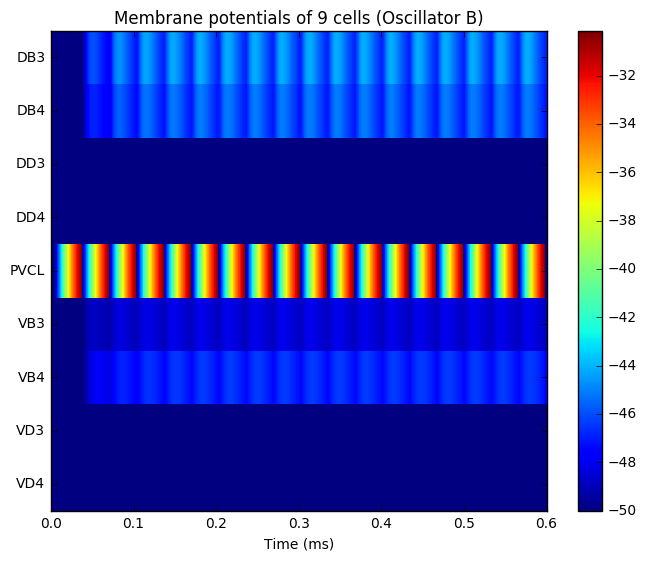 Membrane potentials of 9 cells (Oscillator B)
DB3
DB4
DD3
DD4
PVCL
VB3
VB4
VD3
VD4
0.0 0.1 0.2 0.3 0.4 0.5 0.6
Time (ms)
−32
−34
−36
−38
−40
−42
−44
−46
−48
−50